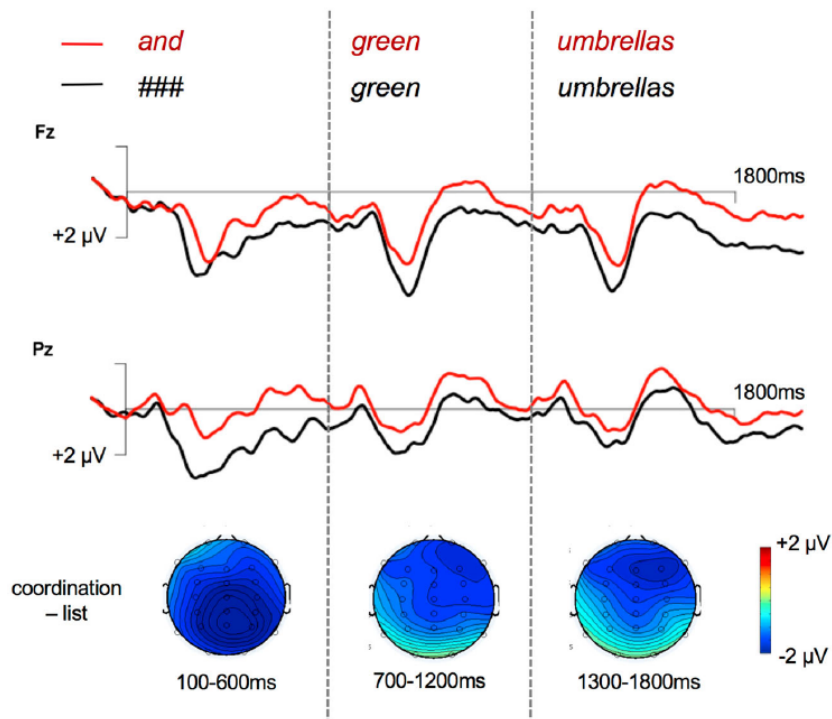 and green umbrellas
### green umbrellas
Fz
1800ms
+2 µV
Pz
1800ms
+2 µV
coordination
– list
+2 µV
-2 µV
100-600ms 700-1200ms 1300-1800ms